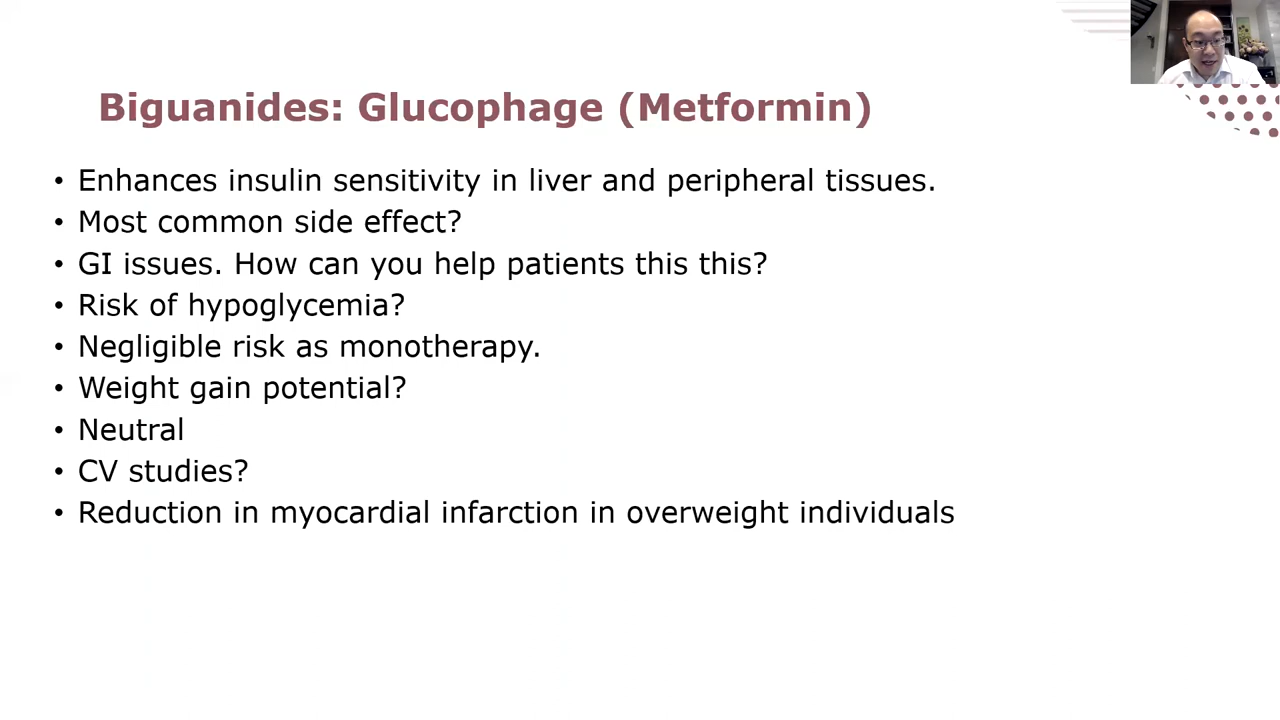 Biguanides: Glucophage (Metformin)
• Enhances insulin sensitivity in liver and peripheral tissues.
• Most common side effect?
• GI issues. How can you help patients this this?
• Risk of hypoglycemia?
• Negligible risk as monotherapy.
• Weight gain potential?
• Neutral
• CV studies?
• Reduction in myocardial infarction in overweight individuals